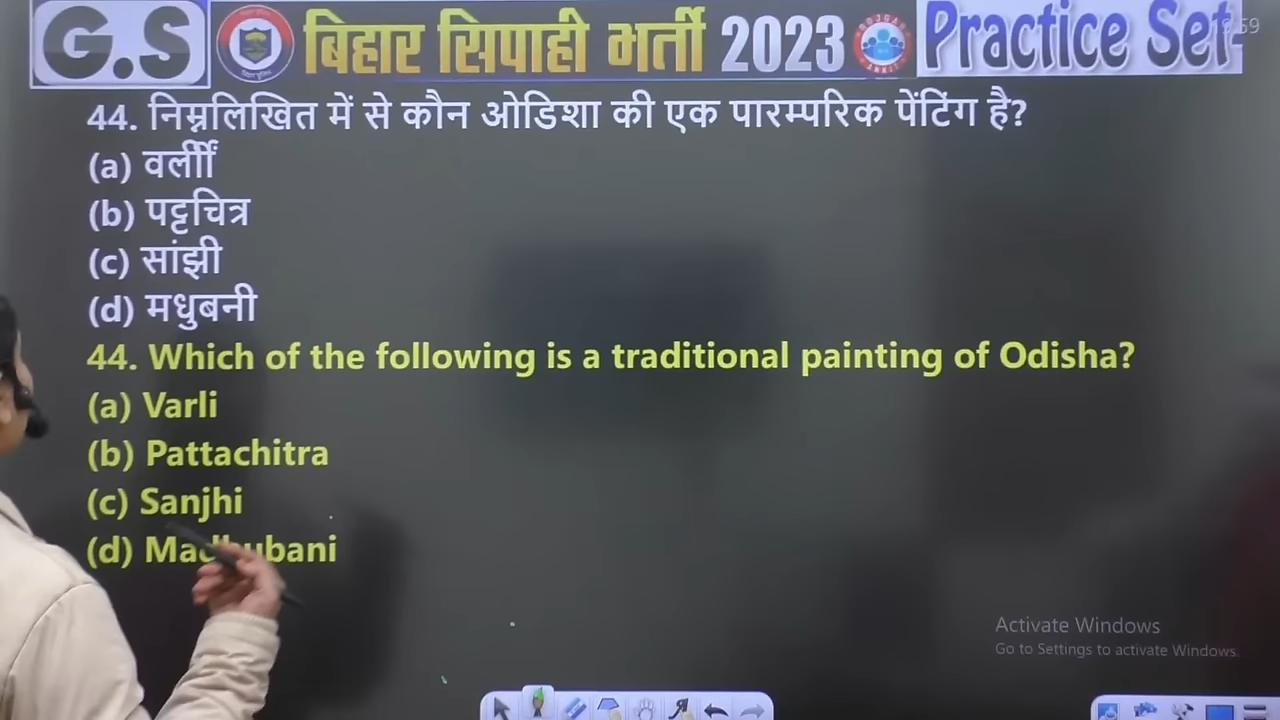 G.S बिहार सिपाही भर्ती 2023 Practice Set-
44. निम्नलिखित में से कौन ओडिशा की एक पारम्परिक पेंटिंग है?
(a) वर्लीीं
(b) पट्टचित्र
(c) सांझी
(d) मधुबनी
44. Which of the following is a traditional painting of Odisha?
(a) Varli
(b) Pattachitra
(c) Sanjhi
(d) Madhubani
Activate Windows
Go to Settings to activate Windows.